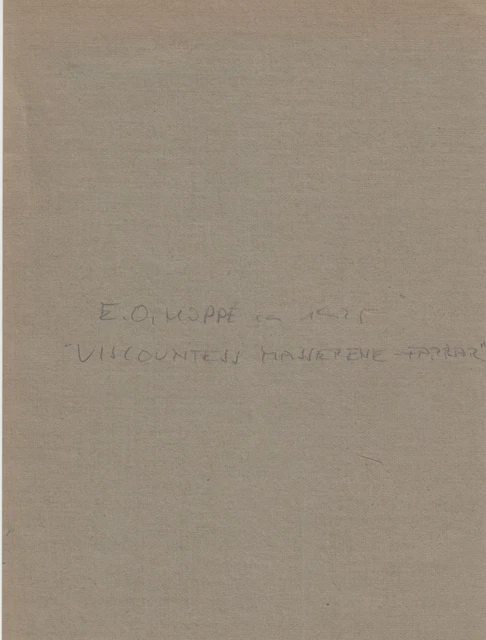 E.O. HOPPÉ ca 1925
"VISCOUNTESS MASSERENE + FARRAR"